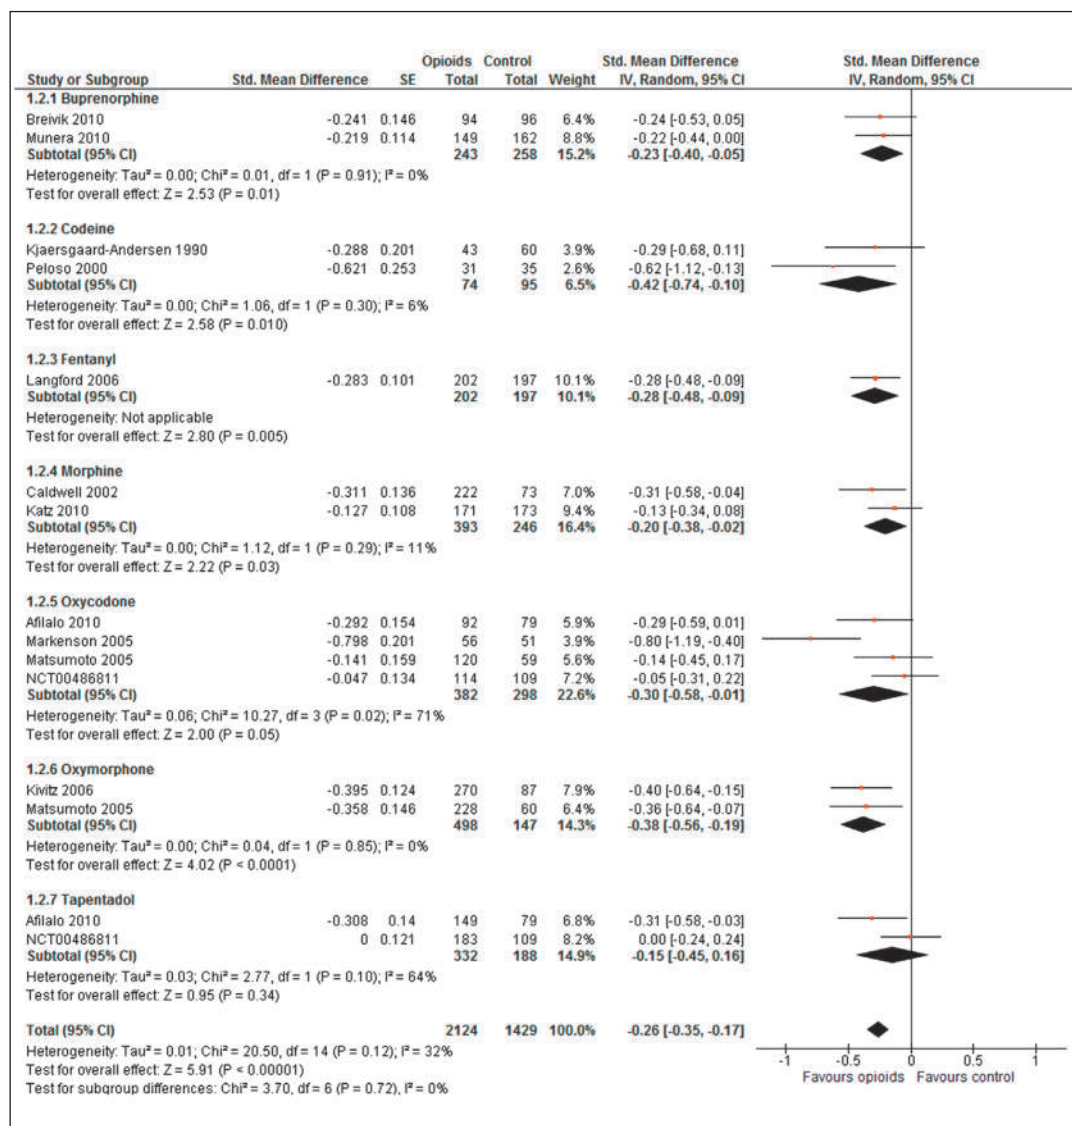 Opioids Control Std. Mean Difference Std. Mean Difference
Study or Subgroup Std. Mean Difference SE Total Total Weight IV, Random, 95% CI IV, Random, 95% CI
1.2.1 Buprenorphine
Breivik 2010 -0.241 0.146 94 96 6.4% -0.24 [-0.53, 0.05]
Munera 2010 -0.219 0.114 149 162 8.8% -0.22 [-0.44, 0.00]
Subtotal (95% CI) 243 258 15.2% -0.23 [-0.40, -0.05]
Heterogeneity: Tau² = 0.00; Chi² = 0.01, df = 1 (P = 0.91); I² = 0%
Test for overall effect: Z = 2.53 (P = 0.01)
1.2.2 Codeine
Kjaersgaard-Andersen 1990 -0.288 0.201 43 60 3.9% -0.29 [-0.68, 0.11]
Peloso 2000 -0.621 0.253 31 35 2.6% -0.62 [-1.12, -0.13]
Subtotal (95% CI) 74 95 6.5% -0.42 [-0.74, -0.10]
Heterogeneity: Tau² = 0.00; Chi² = 1.06, df = 1 (P = 0.30); I² = 6%
Test for overall effect: Z = 2.58 (P = 0.010)
1.2.3 Fentanyl
Langford 2006 -0.283 0.101 202 197 10.1% -0.28 [-0.48, -0.09]
Subtotal (95% CI) 202 197 10.1% -0.28 [-0.48, -0.09]
Heterogeneity: Not applicable
Test for overall effect: Z = 2.80 (P = 0.005)
1.2.4 Morphine
Caldwell 2002 -0.311 0.136 222 73 7.0% -0.31 [-0.58, -0.04]
Katz 2010 -0.127 0.108 171 173 9.4% -0.13 [-0.34, 0.08]
Subtotal (95% CI) 393 246 16.4% -0.20 [-0.38, -0.02]
Heterogeneity: Tau² = 0.00; Chi² = 1.12, df = 1 (P = 0.29); I² = 11%
Test for overall effect: Z = 2.22 (P = 0.03)
1.2.5 Oxycodone
Afilalo 2010 -0.292 0.154 92 79 5.9% -0.29 [-0.59, 0.01]
Markenson 2005 -0.798 0.201 56 51 3.9% -0.80 [-1.19, -0.40]
Matsumoto 2005 -0.141 0.159 120 59 5.6% -0.14 [-0.45, 0.17]
NCT00486811 -0.047 0.134 114 109 7.2% -0.05 [-0.31, 0.22]
Subtotal (95% CI) 382 298 22.6% -0.30 [-0.58, -0.01]
Heterogeneity: Tau² = 0.06; Chi² = 10.27, df = 3 (P = 0.02); I² = 71%
Test for overall effect: Z = 2.00 (P = 0.05)
1.2.6 Oxymorphone
Kivitz 2006 -0.395 0.124 270 87 7.9% -0.40 [-0.64, -0.15]
Matsumoto 2005 -0.358 0.146 228 60 6.4% -0.36 [-0.64, -0.07]
Subtotal (95% CI) 498 147 14.3% -0.38 [-0.56, -0.19]
Heterogeneity: Tau² = 0.00; Chi² = 0.04, df = 1 (P = 0.85); I² = 0%
Test for overall effect: Z = 4.02 (P < 0.0001)
1.2.7 Tapentadol
Afilalo 2010 -0.308 0.14 149 79 6.8% -0.31 [-0.58, -0.03]
NCT00486811 0 0.121 183 109 8.2% 0.00 [-0.24, 0.24]
Subtotal (95% CI) 332 188 14.9% -0.15 [-0.45, 0.16]
Heterogeneity: Tau² = 0.03; Chi² = 2.77, df = 1 (P = 0.10); I² = 64%
Test for overall effect: Z = 0.95 (P = 0.34)
Total (95% CI) 2124 1429 100.0% -0.26 [-0.35, -0.17]
Heterogeneity: Tau² = 0.01; Chi² = 20.50, df = 14 (P = 0.12); I² = 32%
Test for overall effect: Z = 5.91 (P < 0.00001)
Test for subgroup differences: Chi² = 3.70, df = 6 (P = 0.72), I² = 0%
-1 -0.5 0 0.5 1
Favours opioids Favours control